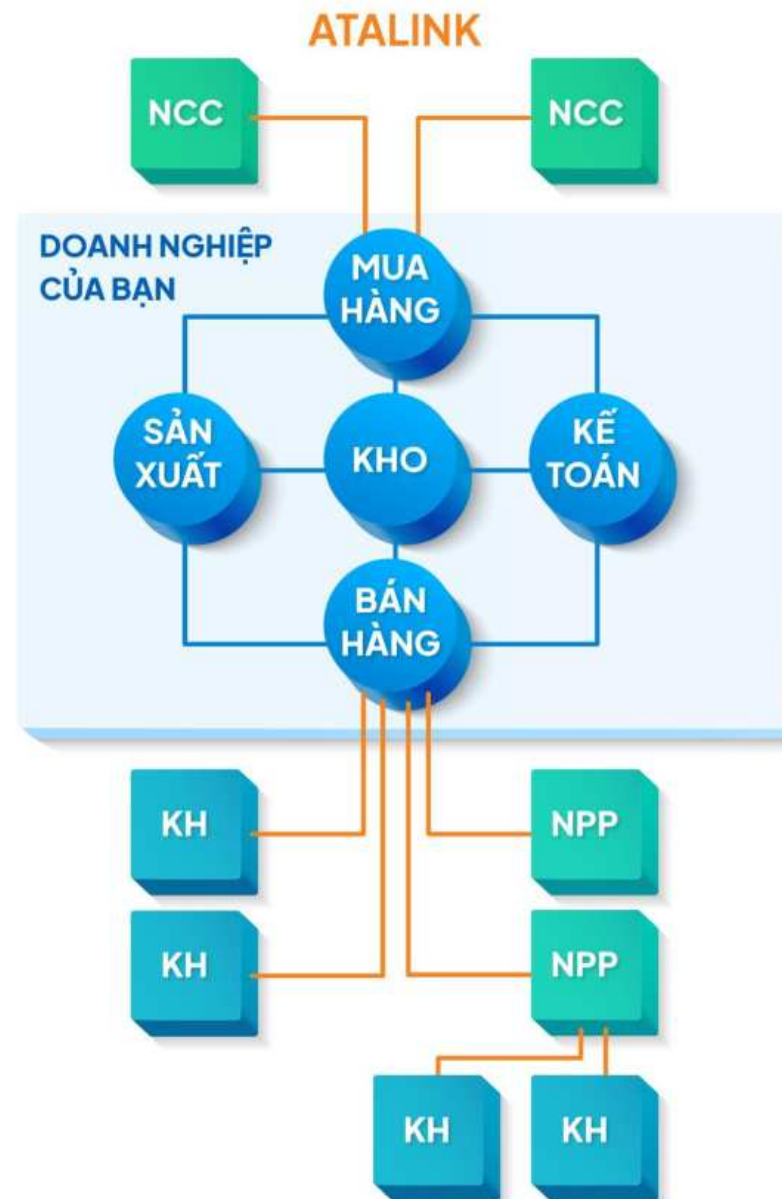 ATALINK
NCC
NCC
DOANH NGHIỆP
CỦA BẠN
MUA
HÀNG
SẢN
XUẤT
KHO
KẾ
TOÁN
BÁN
HÀNG
KH
NPP
KH
NPP
KH
KH